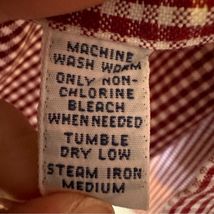 MACHINE
WASH WARM
ONLY NON-
CHLORINE
BLEACH
WHEN NEEDED
TUMBLE
DRY LOW
STEAM IRON
MEDIUM